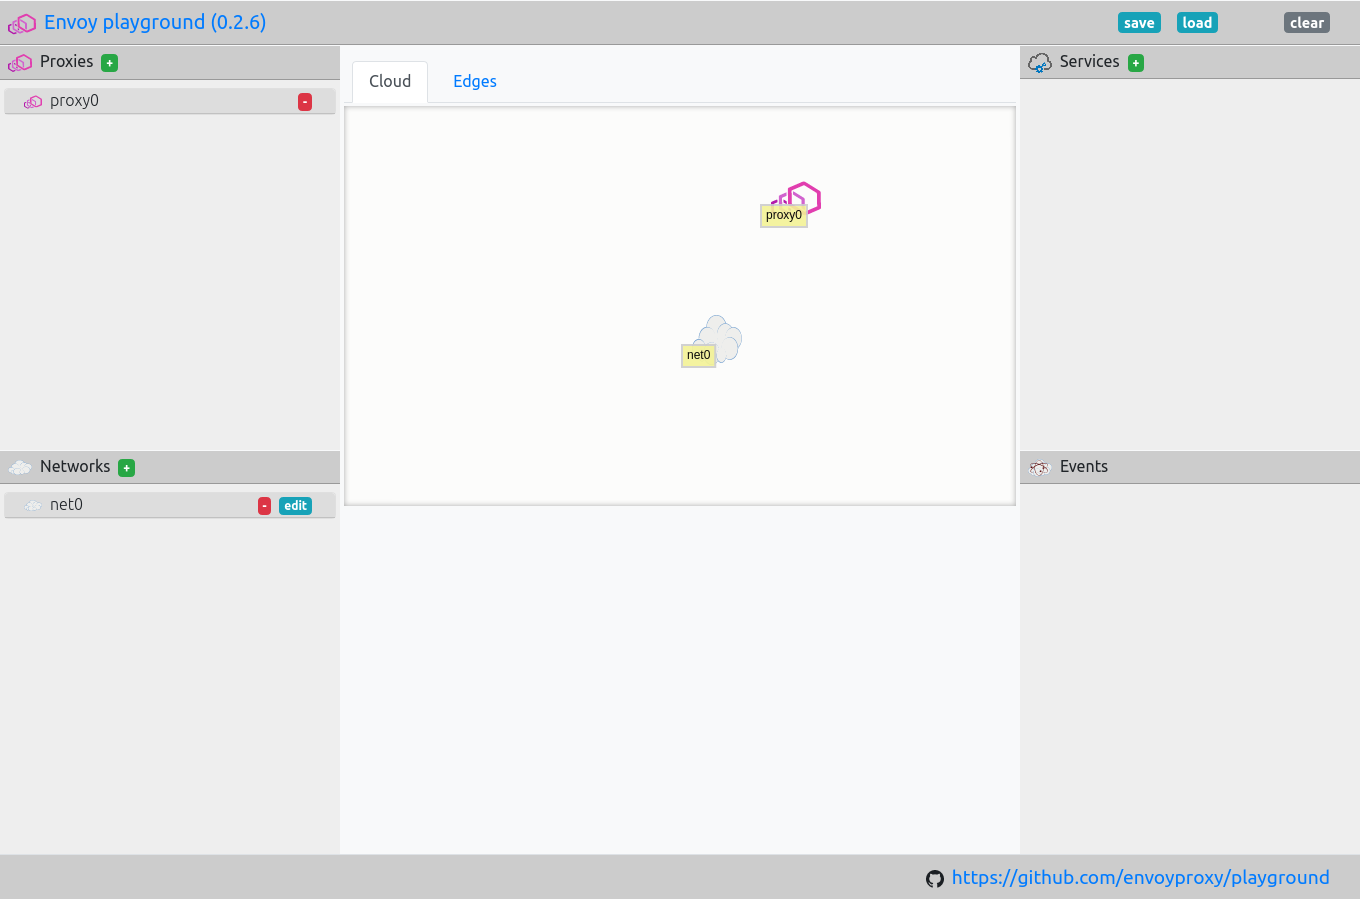 Envoy playground (0.2.6)
save
load
clear
Proxies +
proxy0 -
Cloud
Edges
Services +
proxy0
net0
Networks +
net0 - edit
Events
https://github.com/envoyproxy/playground